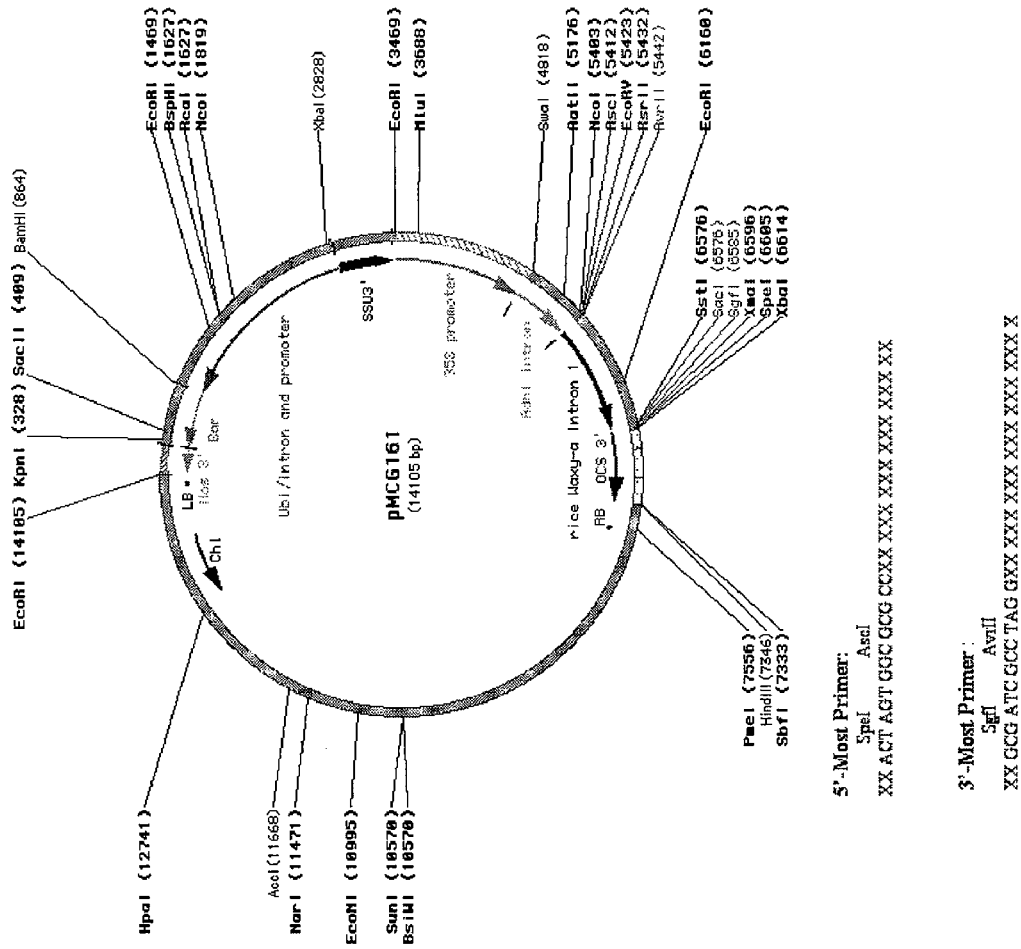 EcoRI (14105)
KpnI (328)
SacII (409)
BamHI (864)
EcoRI (1469)
BspHI (1627)
RcaI (1627)
NcoI (1819)
XbaI (2828)
EcoRI (3469)
MluI (3688)
SwaI (4818)
AatII (5176)
NcoI (5403)
AscI (5412)
EcoRV (5423)
RsrII (5432)
AvrII (5442)
EcoRI (6160)
SstI (6576)
SacI (6576)
SgfI (6585)
XmaI (6596)
SpeI (6605)
XbaI (6614)
PmeI (7556)
HindIII (7346)
SbfI (7333)
BsiWI (10570)
SunI (10570)
EcoNI (10995)
NarI (11471)
AccI (11668)
HpaI (12741)
LB
Nos 3'
Bar
Chl
Ubi/intron and promoter
SSU3'
35S promoter
AdhI intron
rice Waxy-a Intron 1
OCS 3'
RB
pMCG161
(14105 bp)
5'-Most Primer:
SpeI AscI
XX ACT AGT GGC GCG CCXX XXX XXX XXX XXX XXX XX
3'-Most Primer :
SgfI AvrII
XX GCG ATC GCC TAG GXX XXX XXX XXX XXX XXX X